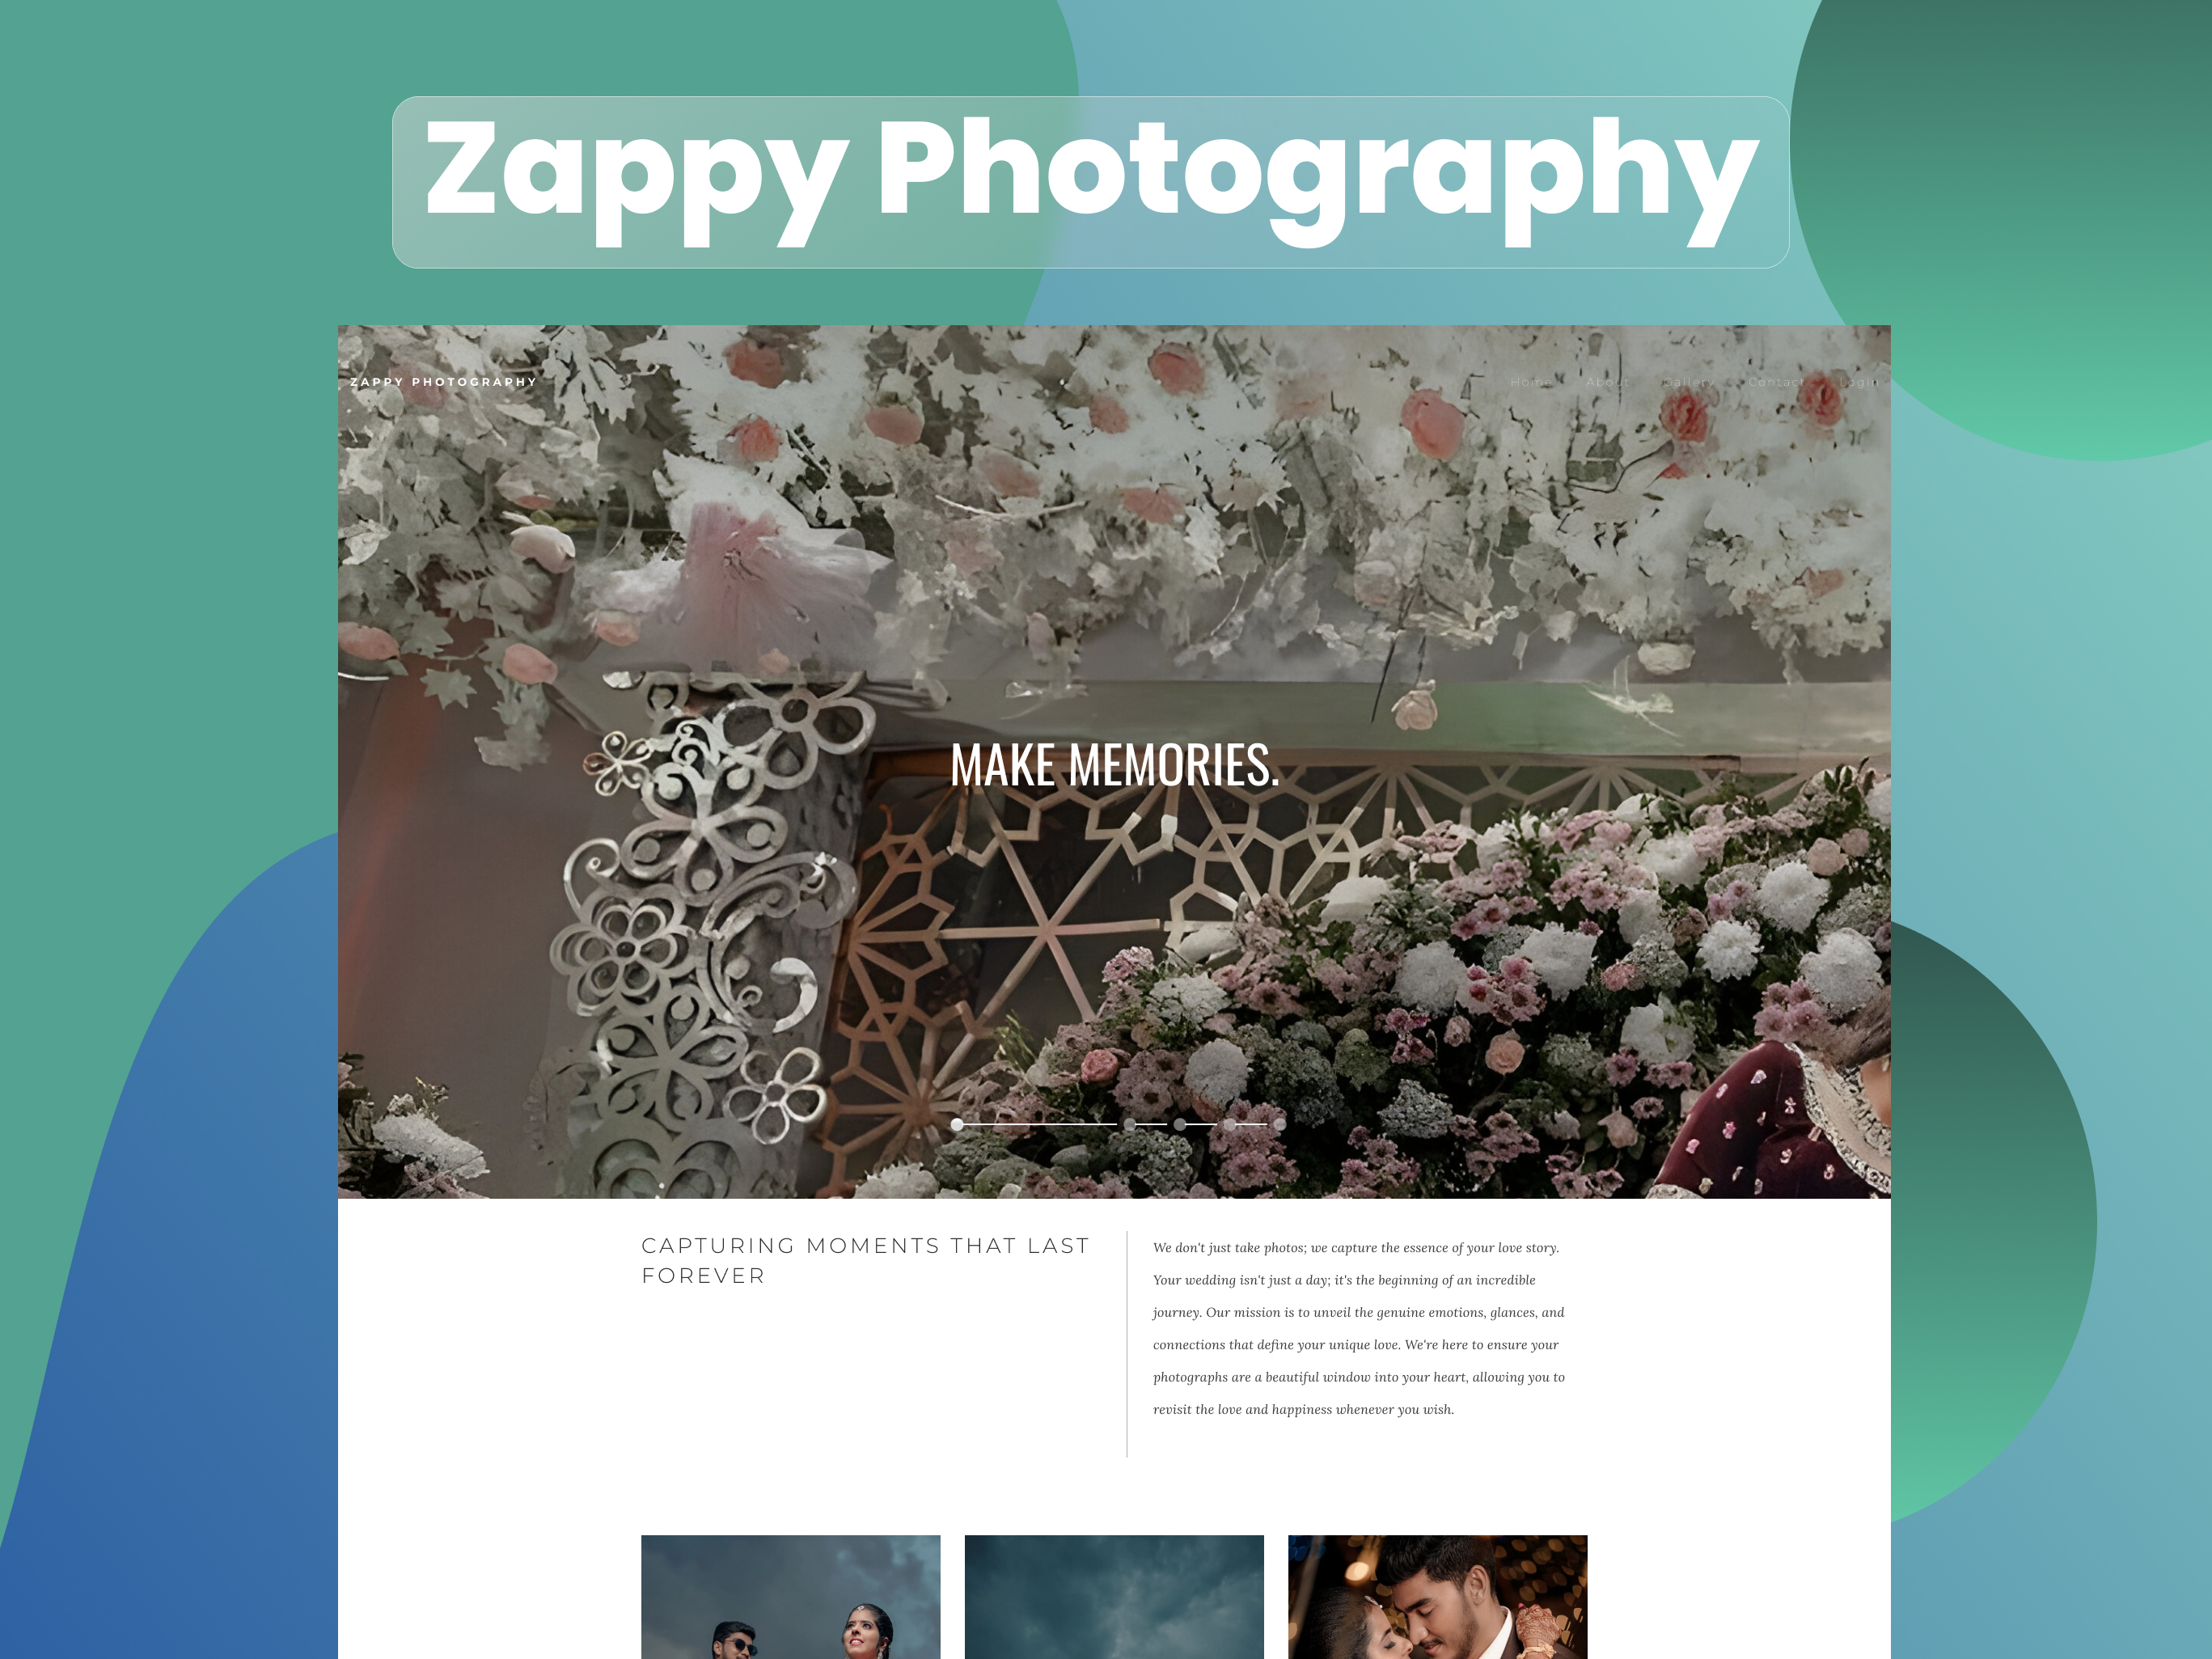 Zappy Photography
ZAPPY PHOTOGRAPHY
Home About Gallery Contact Login
MAKE MEMORIES.
CAPTURING MOMENTS THAT LAST
FOREVER
We don't just take photos; we capture the essence of your love story.
Your wedding isn't just a day; it's the beginning of an incredible
journey. Our mission is to unveil the genuine emotions, glances, and
connections that define your unique love. We're here to ensure your
photographs are a beautiful window into your heart, allowing you to
revisit the love and happiness whenever you wish.